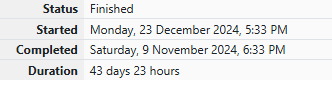 Status Finished
Started Monday, 23 December 2024, 5:33 PM
Completed Saturday, 9 November 2024, 6:33 PM
Duration 43 days 23 hours